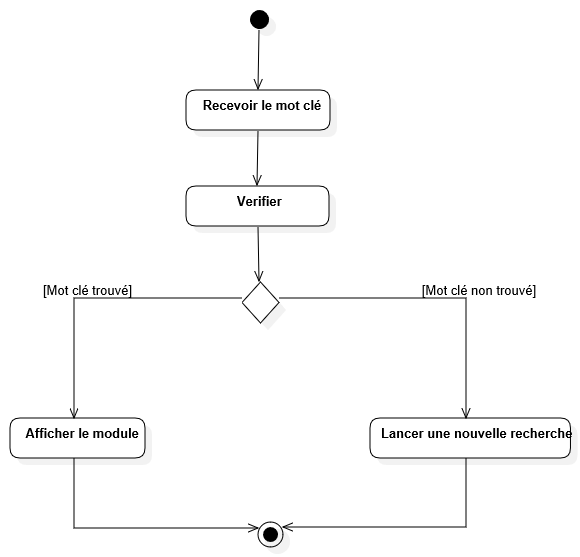 Recevoir le mot clé
Verifier
[Mot clé trouvé]
[Mot clé non trouvé]
Afficher le module
Lancer une nouvelle recherche